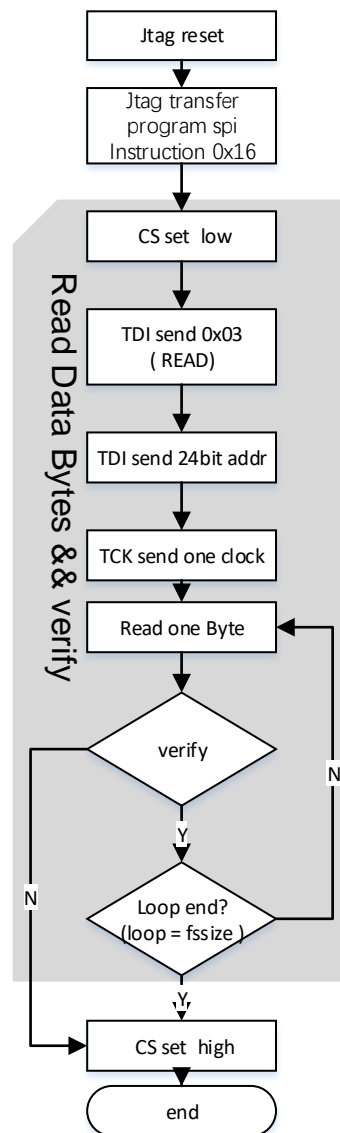 Jtag reset
Jtag transfer
program spi
Instruction 0x16
CS set low
TDI send 0x03
( READ)
TDI send 24bit addr
TCK send one clock
Read one Byte
Read Data Bytes && verify
verify
N
Y
N
Loop end?
(loop = fssize )
Y
CS set high
end